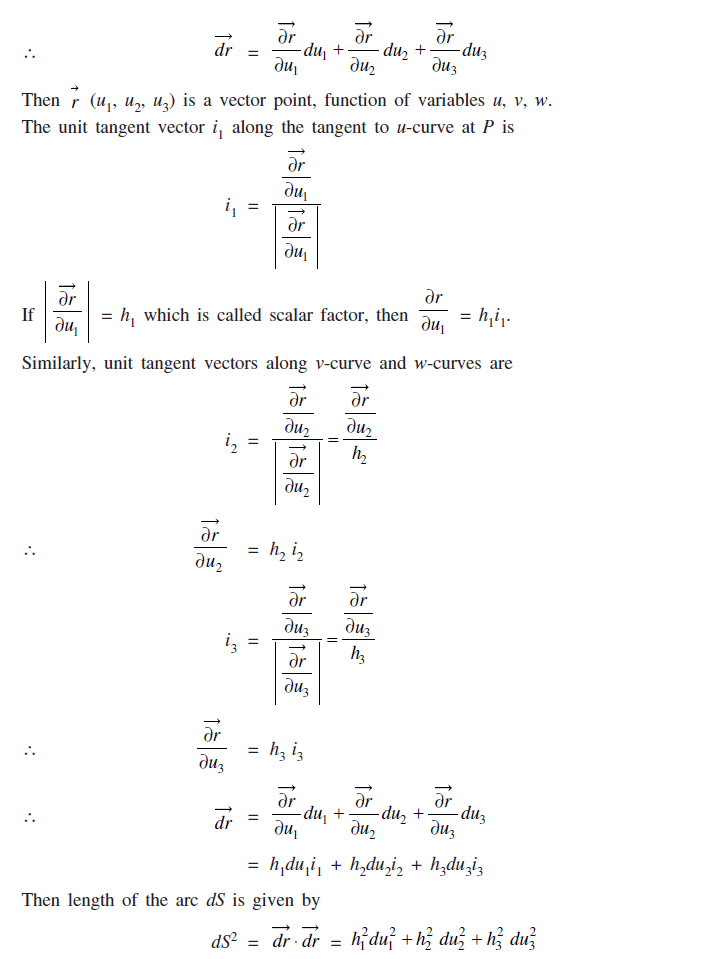 ∴ $\overrightarrow{dr} = \frac{\overrightarrow{\partial r}}{\partial u_1} du_1 + \frac{\overrightarrow{\partial r}}{\partial u_2} du_2 + \frac{\overrightarrow{\partial r}}{\partial u_3} du_3$
Then $\overrightarrow{r}$ $(u_1, u_2, u_3)$ is a vector point, function of variables $u$, $v$, $w$.
The unit tangent vector $i_1$ along the tangent to $u$-curve at $P$ is
$i_1 = \frac{\frac{\overrightarrow{\partial r}}{\partial u_1}}{\left|\frac{\overrightarrow{\partial r}}{\partial u_1}\right|}$
If $\left|\frac{\overrightarrow{\partial r}}{\partial u_1}\right| = h_1$ which is called scalar factor, then $\frac{\partial r}{\partial u_1} = h_1 i_1$.
Similarly, unit tangent vectors along $v$-curve and $w$-curves are
$i_2 = \frac{\frac{\overrightarrow{\partial r}}{\partial u_2}}{\left|\frac{\overrightarrow{\partial r}}{\partial u_2}\right|} = \frac{\frac{\overrightarrow{\partial r}}{\partial u_2}}{h_2}$
∴ $\frac{\overrightarrow{\partial r}}{\partial u_2} = h_2 \, i_2$
$i_3 = \frac{\frac{\overrightarrow{\partial r}}{\partial u_3}}{\left|\frac{\overrightarrow{\partial r}}{\partial u_3}\right|} = \frac{\frac{\overrightarrow{\partial r}}{\partial u_3}}{h_3}$
∴ $\frac{\overrightarrow{\partial r}}{\partial u_3} = h_3 \, i_3$
∴ $\overrightarrow{dr} = \frac{\overrightarrow{\partial r}}{\partial u_1} du_1 + \frac{\overrightarrow{\partial r}}{\partial u_2} du_2 + \frac{\overrightarrow{\partial r}}{\partial u_3} du_3$
$= h_1 du_1 i_1 + h_2 du_2 i_2 + h_3 du_3 i_3$
Then length of the arc $dS$ is given by
$dS^2 = \overrightarrow{dr} \cdot \overrightarrow{dr} = h_1^2 du_1^2 + h_2^2 \, du_2^2 + h_3^2 \, du_3^2$